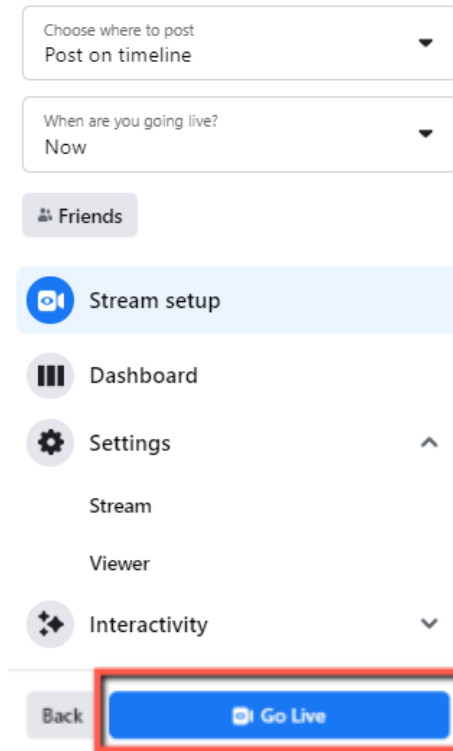 Choose where to post
Post on timeline
When are you going live?
Now
Friends
Stream setup
Dashboard
Settings
Stream
Viewer
Interactivity
Back
Go Live